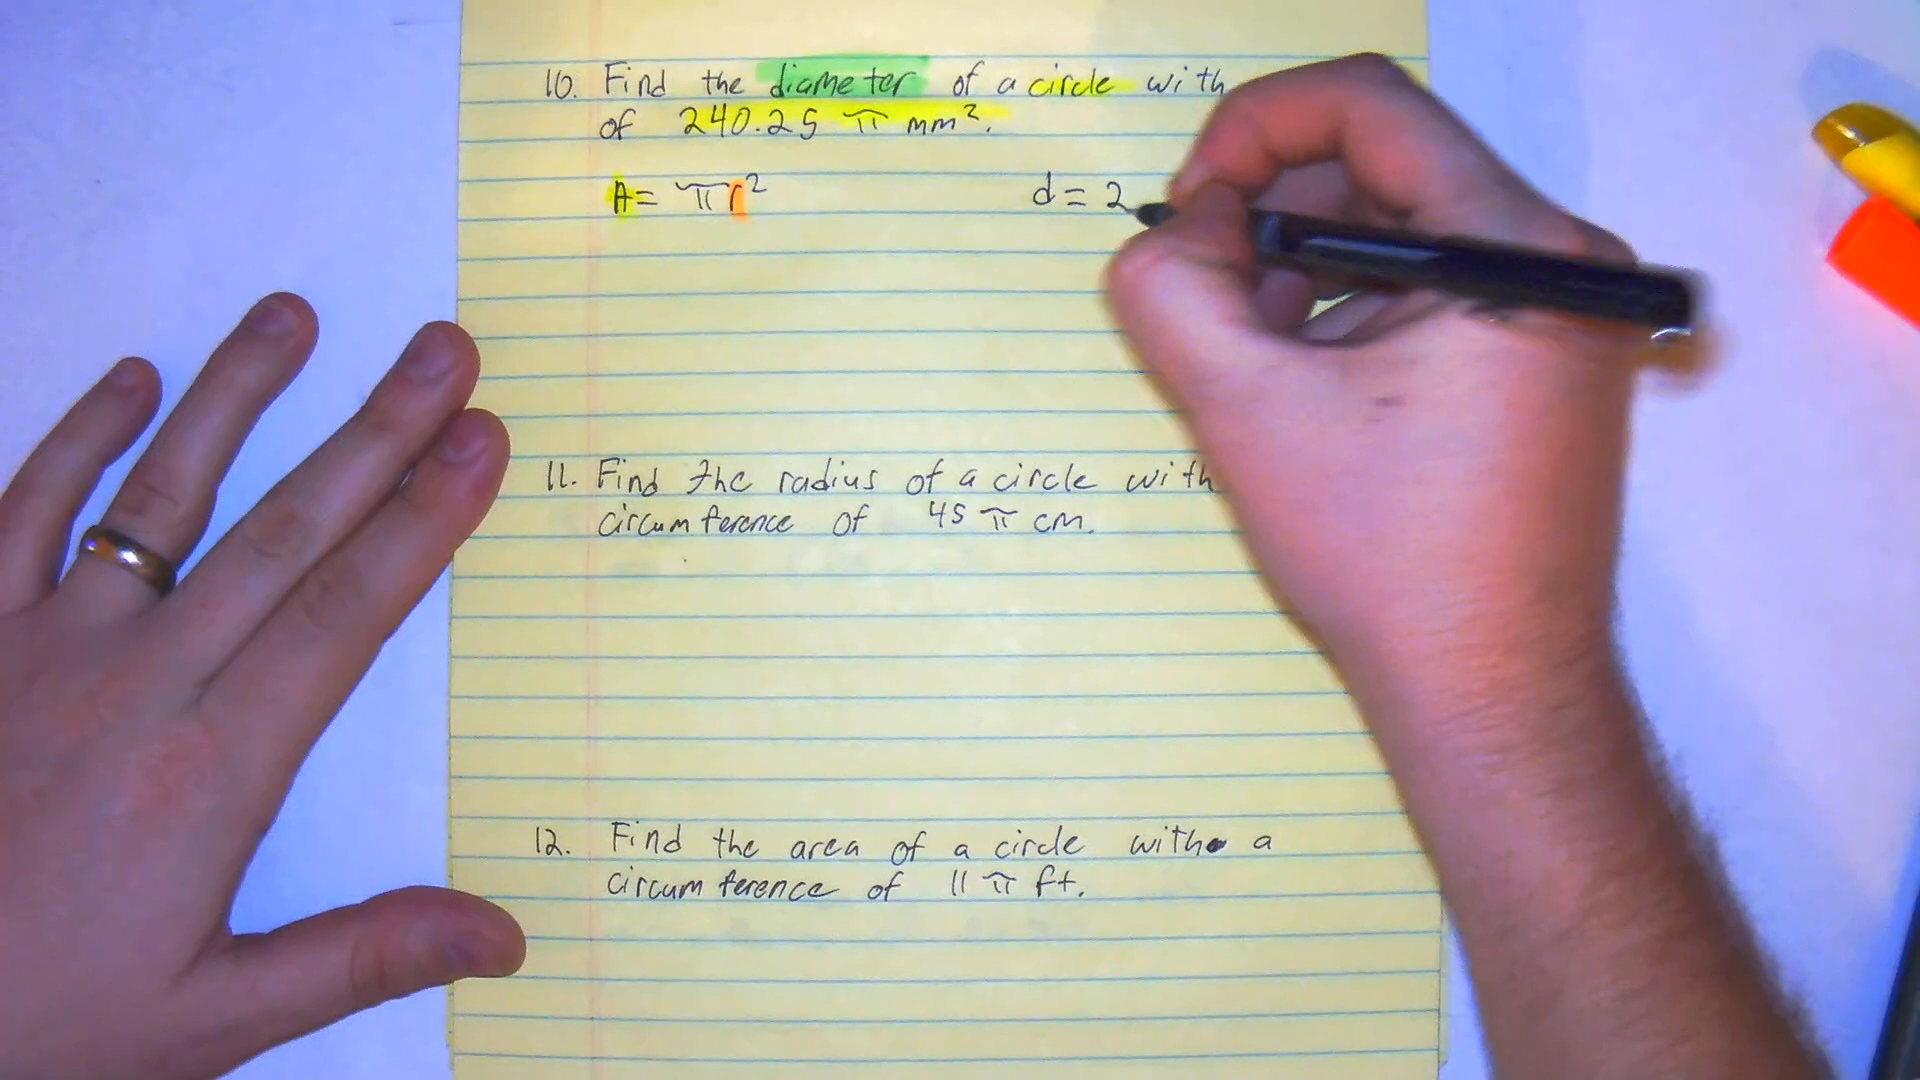 10. Find the diameter of a circle with
of 240.25 π mm².
A = πr²
d = 2
11. Find the radius of a circle with
circumference of 45 π cm.
12. Find the area of a circle with a
circumference of 11 π ft.